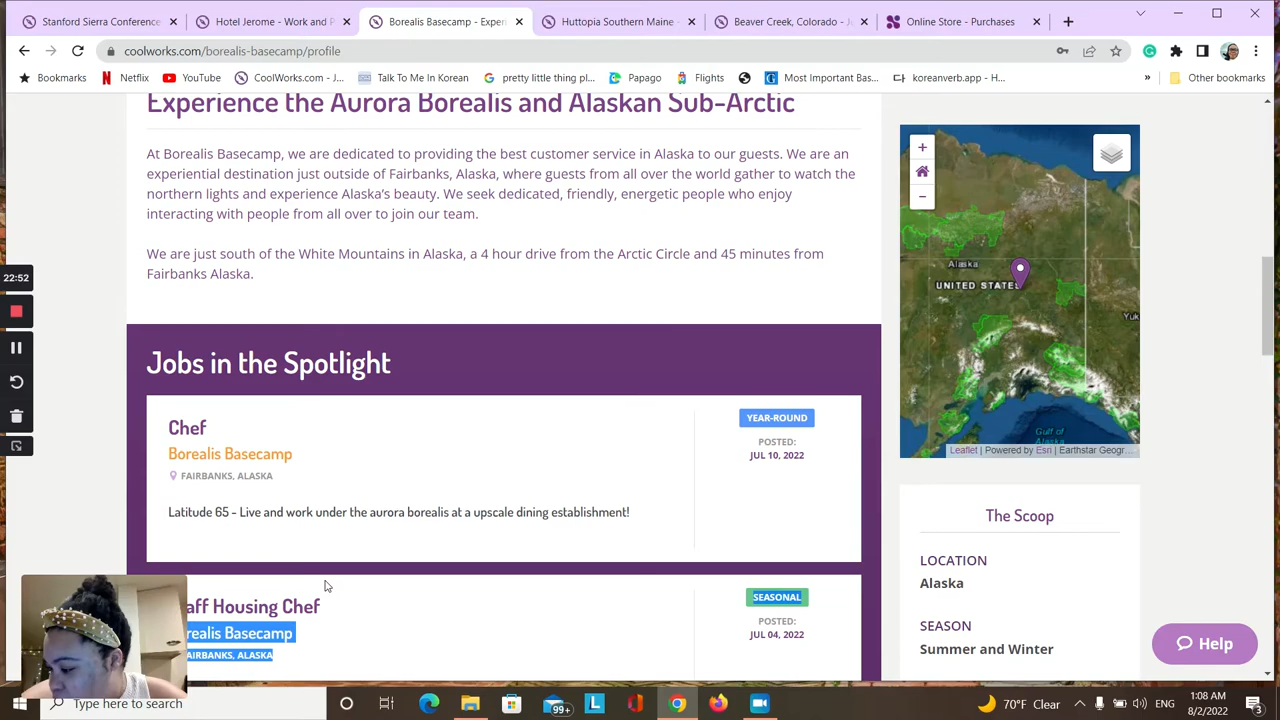 Stanford Sierra Conference
Hotel Jerome - Work and P
Borealis Basecamp - Exper
Huttopia Southern Maine -
Beaver Creek, Colorado - Jo
Online Store - Purchases
coolworks.com/borealis-basecamp/profile
Bookmarks
Netflix
YouTube
CoolWorks.com - J...
Talk To Me In Korean
pretty little thing pl...
Papago
Flights
Most Important Bas...
koreanverb.app - H...
»
Other bookmarks
Experience the Aurora Borealis and Alaskan Sub-Arctic
At Borealis Basecamp, we are dedicated to providing the best customer service in Alaska to our guests. We are an
experiential destination just outside of Fairbanks, Alaska, where guests from all over the world gather to watch the
northern lights and experience Alaska's beauty. We seek dedicated, friendly, energetic people who enjoy
interacting with people from all over to join our team.
We are just south of the White Mountains in Alaska, a 4 hour drive from the Arctic Circle and 45 minutes from
Fairbanks Alaska.
22:52
Jobs in the Spotlight
Chef
Borealis Basecamp
FAIRBANKS, ALASKA
Latitude 65 - Live and work under the aurora borealis at a upscale dining establishment!
YEAR-ROUND
POSTED:
JUL 10, 2022
aff Housing Chef
realis Basecamp
AIRBANKS, ALASKA
SEASONAL
POSTED:
JUL 04, 2022
+
−
Alaska
UNITED STATES
Yuk
Gulf of
Alaska
Leaflet | Powered by Esri | Earthstar Geogr...
The Scoop
LOCATION
Alaska
SEASON
Summer and Winter
Help
Type here to search
L
99+
70°F Clear
ENG
1:08 AM
8/2/2022
3